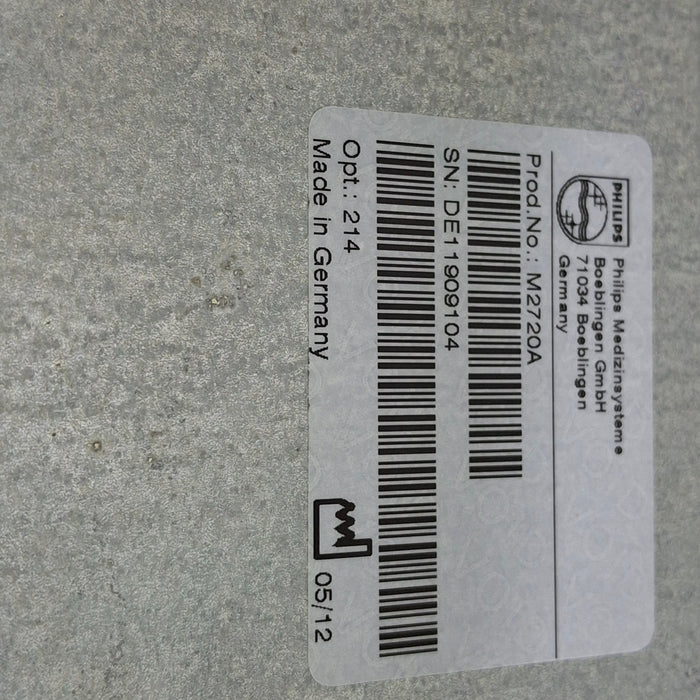 PHILIPS
Philips Medizinsysteme
Boeblingen GmbH
71034 Boeblingen
Germany
Prod.No.: M2720A
SN: DE11909104
Opt.: 214
Made in Germany
05/12